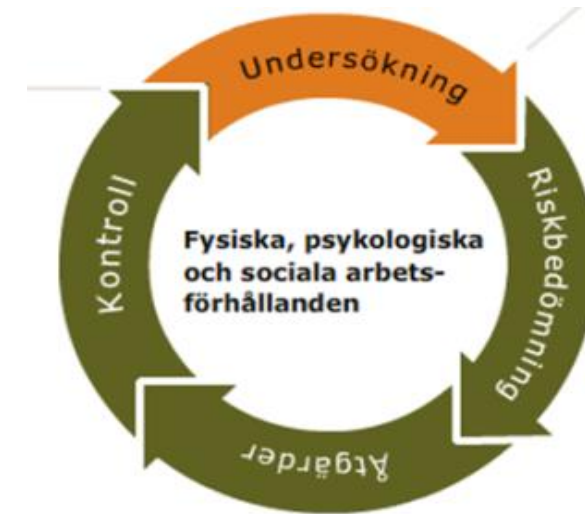 Undersökning
Riskbedömning
Åtgärder
Kontroll
Fysiska, psykologiska
och sociala arbets-
förhållanden